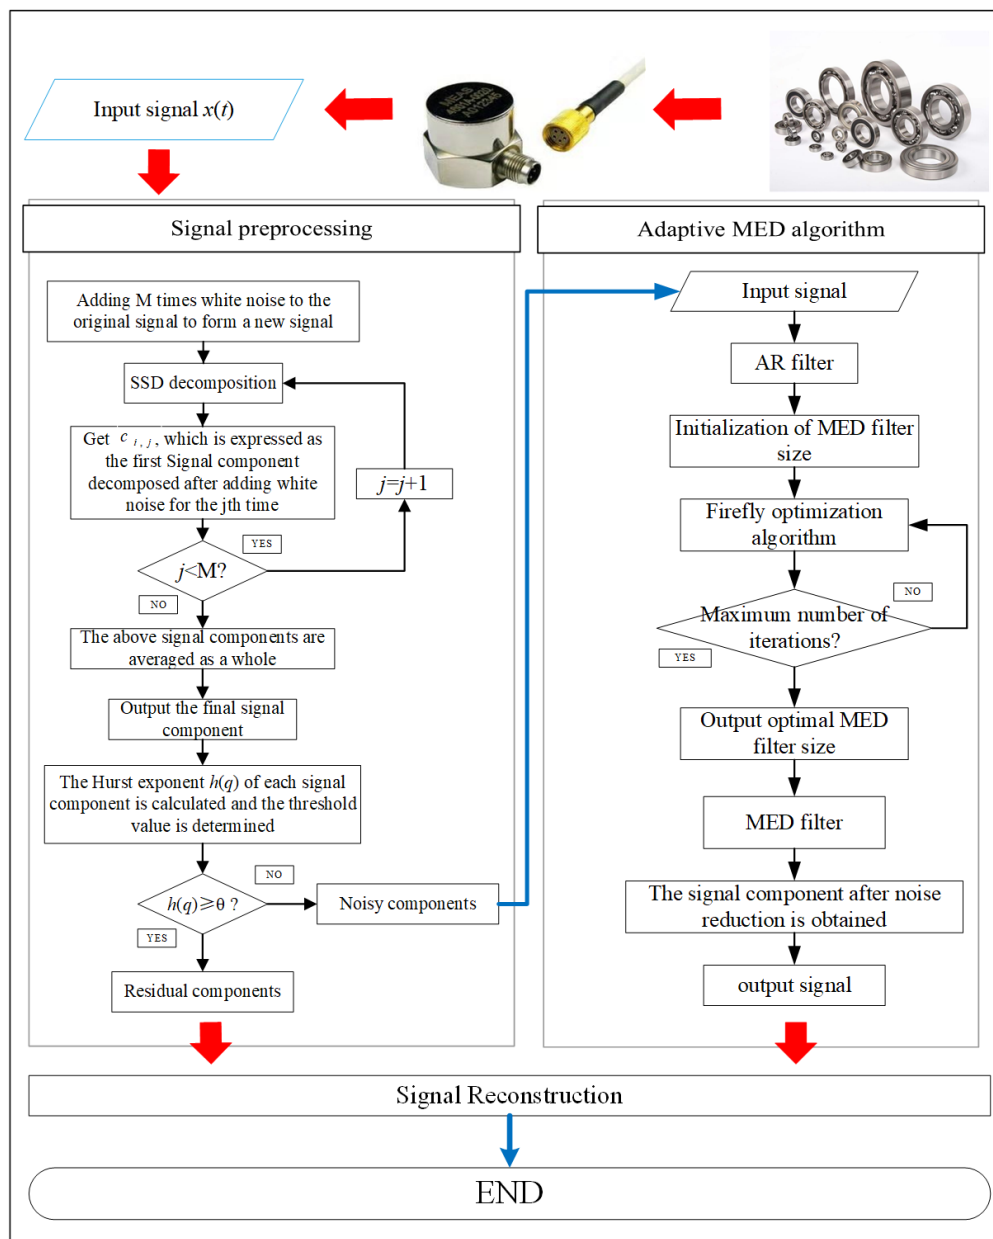 Input signal x(t)
Signal preprocessing
Adding M times white noise to the
original signal to form a new signal
SSD decomposition
Get c i, j, which is expressed as
the first Signal component
decomposed after adding white
noise for the jth time
j=j+1
YES
j<M?
NO
The above signal components are
averaged as a whole
Output the final signal
component
The Hurst exponent h(q) of each signal
component is calculated and the threshold
value is determined
NO
h(q)≥θ ?
Noisy components
YES
Residual components
Adaptive MED algorithm
Input signal
AR filter
Initialization of MED filter
size
Firefly optimization
algorithm
NO
Maximum number of
iterations?
YES
Output optimal MED
filter size
MED filter
The signal component after noise
reduction is obtained
output signal
Signal Reconstruction
END